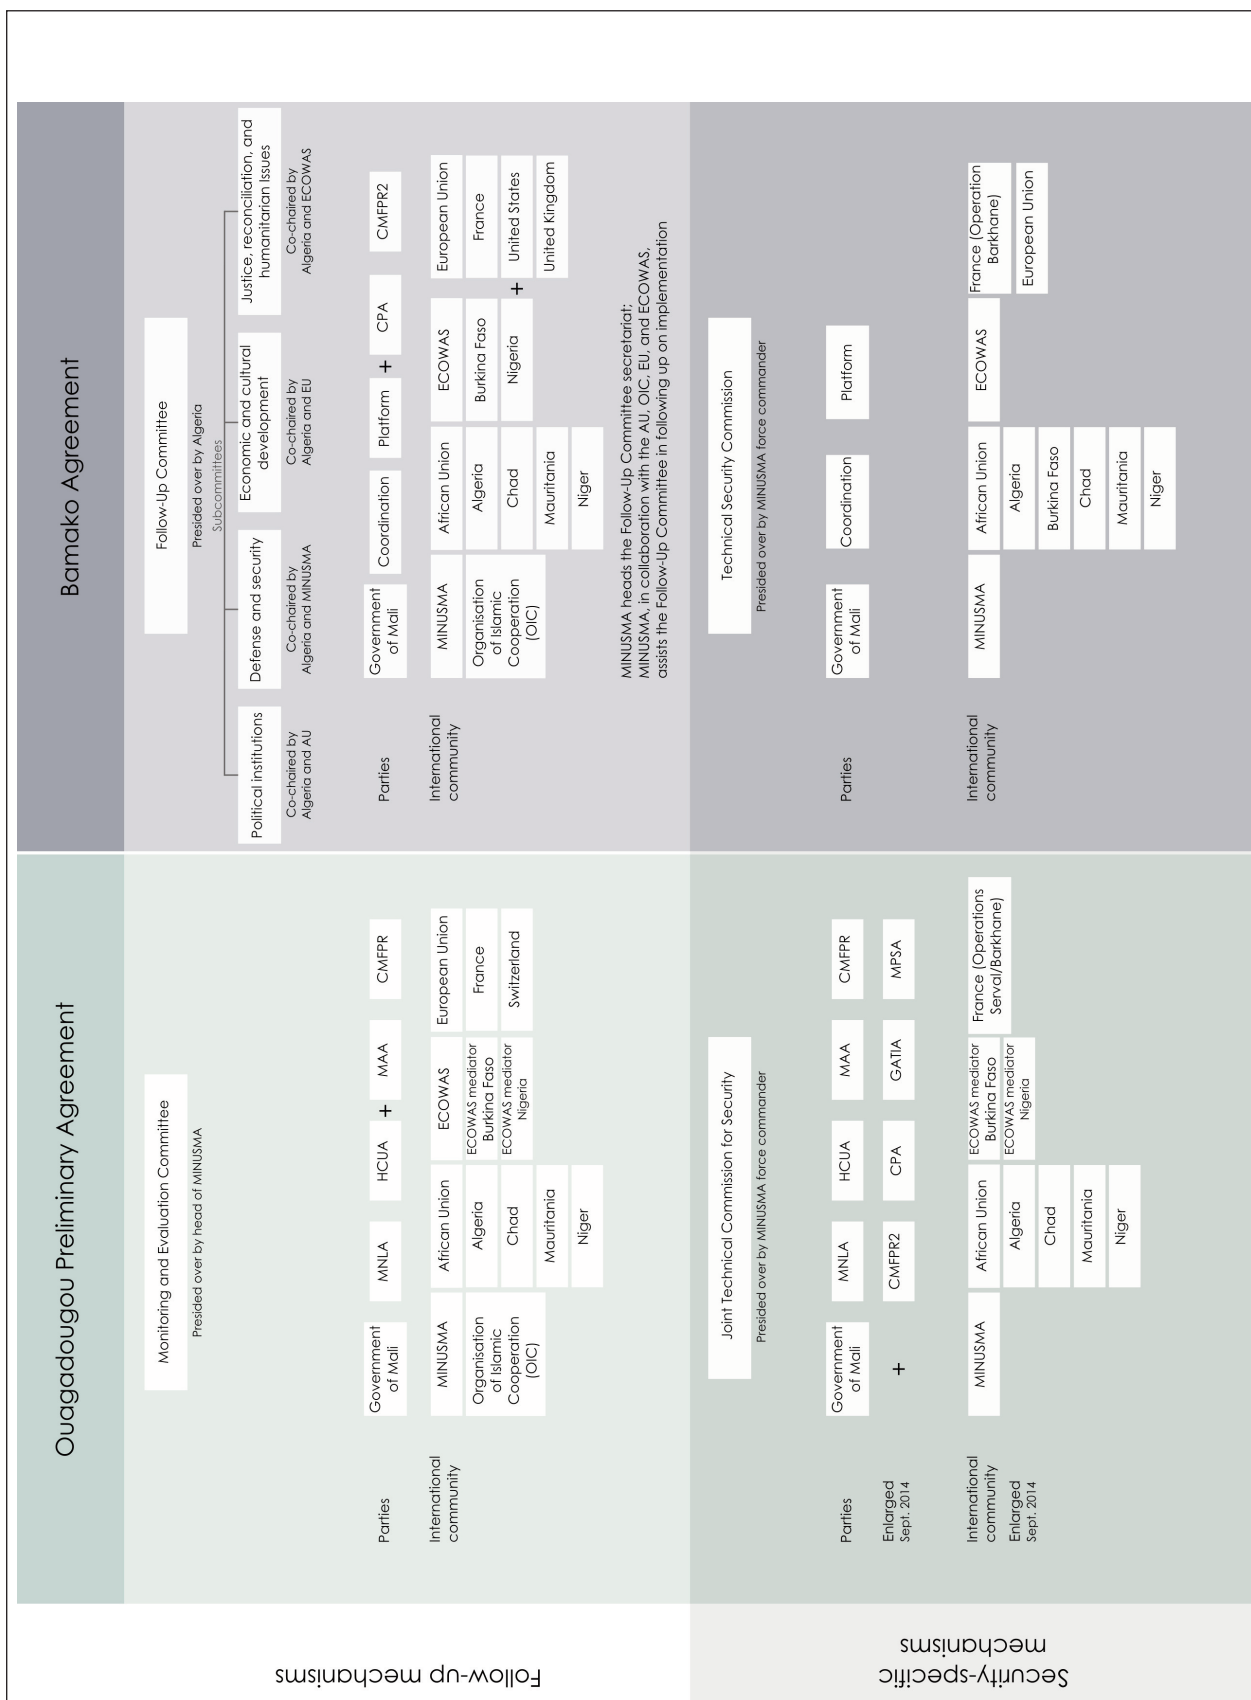 Ouagadougou Preliminary Agreement
Bamako Agreement
Follow-up mechanisms
Monitoring and Evaluation Committee
Presided over by head of MINUSMA
Parties
Government
of Mali
MNLA
HCUA
+
MAA
CMFPR
International
community
MINUSMA
African Union
ECOWAS
European Union
Organisation
of Islamic
Cooperation
(OIC)
Algeria
ECOWAS mediator
Burkina Faso
France
Chad
ECOWAS mediator
Nigeria
Switzerland
Mauritania
Niger
Follow-Up Committee
Presided over by Algeria
Subcommittees
Political institutions
Co-chaired by
Algeria and AU
Defense and security
Co-chaired by
Algeria and MINUSMA
Economic and cultural
development
Co-chaired by
Algeria and EU
Justice, reconciliation, and
humanitarian Issues
Co-chaired by
Algeria and ECOWAS
Parties
Government
of Mali
Coordination
Platform
+
CPA
CMFPR2
International
community
MINUSMA
African Union
ECOWAS
European Union
Organisation
of Islamic
Cooperation
(OIC)
Algeria
Burkina Faso
France
Chad
Nigeria
+
United States
Mauritania
United Kingdom
Niger
MINUSMA heads the Follow-Up Committee secretariat;
MINUSMA, in collaboration with the AU, OIC, EU, and ECOWAS,
assists the Follow-Up Committee in following up on implementation
Security-specific
mechanisms
Joint Technical Commission for Security
Presided over by MINUSMA force commander
Parties
Government
of Mali
MNLA
HCUA
MAA
CMFPR
Enlarged
Sept. 2014
+
CMFPR2
CPA
GATIA
MPSA
International
community
Enlarged
Sept. 2014
MINUSMA
African Union
ECOWAS mediator
Burkina Faso
France (Operations
Serval/Barkhane)
Algeria
ECOWAS mediator
Nigeria
Chad
Mauritania
Niger
Technical Security Commission
Presided over by MINUSMA force commander
Parties
Government
of Mali
Coordination
Platform
International
community
MINUSMA
African Union
ECOWAS
France (Operation
Barkhane)
Algeria
European Union
Burkina Faso
Chad
Mauritania
Niger